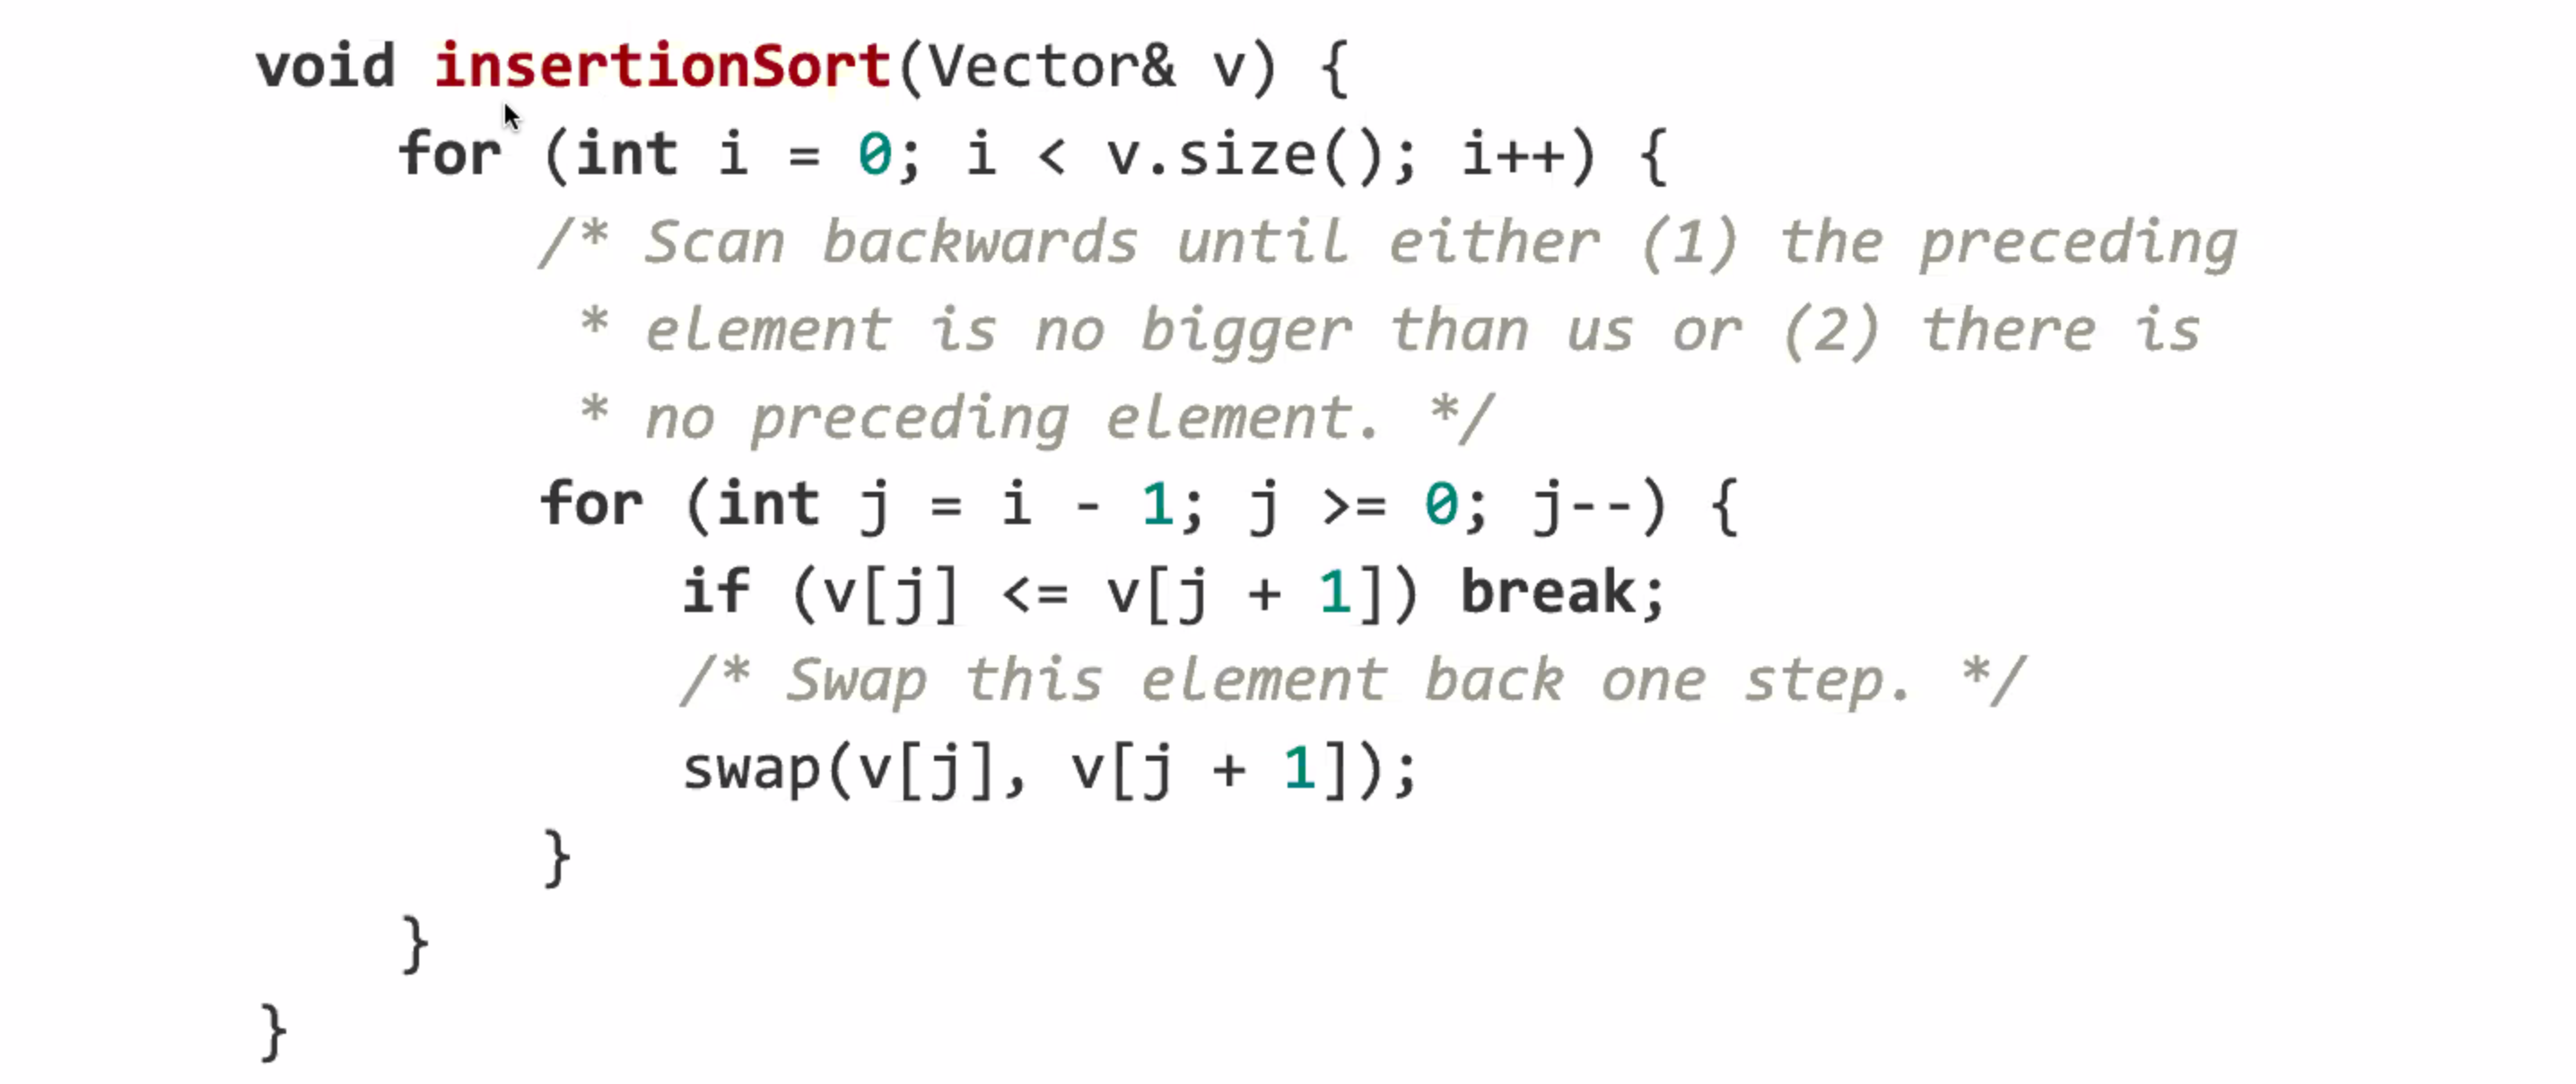 void insertionSort(Vector& v) {
for (int i = 0; i < v.size(); i++) {
/* Scan backwards until either (1) the preceding
* element is no bigger than us or (2) there is
* no preceding element. */
for (int j = i - 1; j >= 0; j--) {
if (v[j] <= v[j + 1]) break;
/* Swap this element back one step. */
swap(v[j], v[j + 1]);
}
}
}